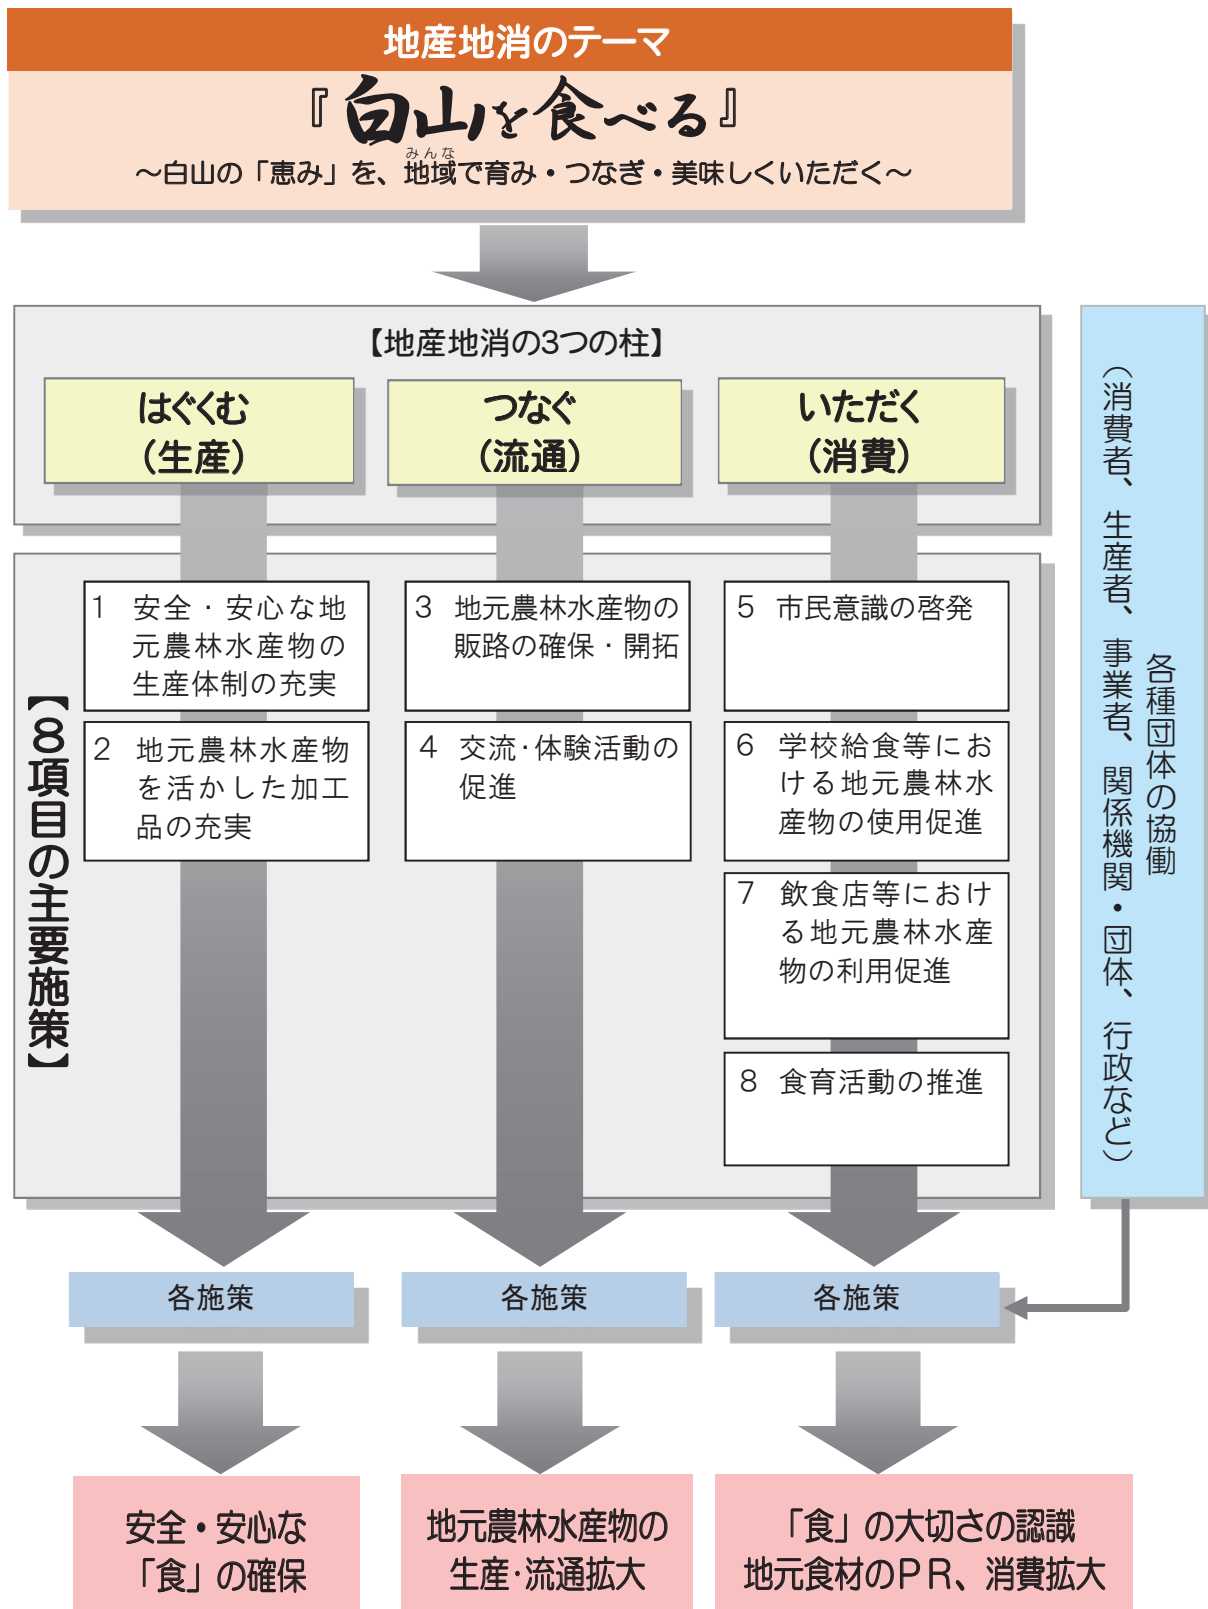 地産地消のテーマ
『白山を食べる』
みんな
～白山の「恵み」を、地域で育み・つなぎ・美味しくいただく～
【地産地消の3つの柱】
はぐくむ
（生産）
つなぐ
（流通）
いただく
（消費）
【8項目の主要施策】
1 安全・安心な地
元農林水産物の
生産体制の充実
2 地元農林水産物
を活かした加工
品の充実
3 地元農林水産物の
販路の確保・開拓
4 交流・体験活動の
促進
5 市民意識の啓発
6 学校給食等にお
ける地元農林水
産物の使用促進
7 飲食店等におけ
る地元農林水産
物の利用促進
8 食育活動の推進
各種団体の協働
（消費者、生産者、事業者、関係機関・団体、行政など）
各施策
各施策
各施策
安全・安心な
「食」の確保
地元農林水産物の
生産・流通拡大
「食」の大切さの認識
地元食材のＰＲ、消費拡大